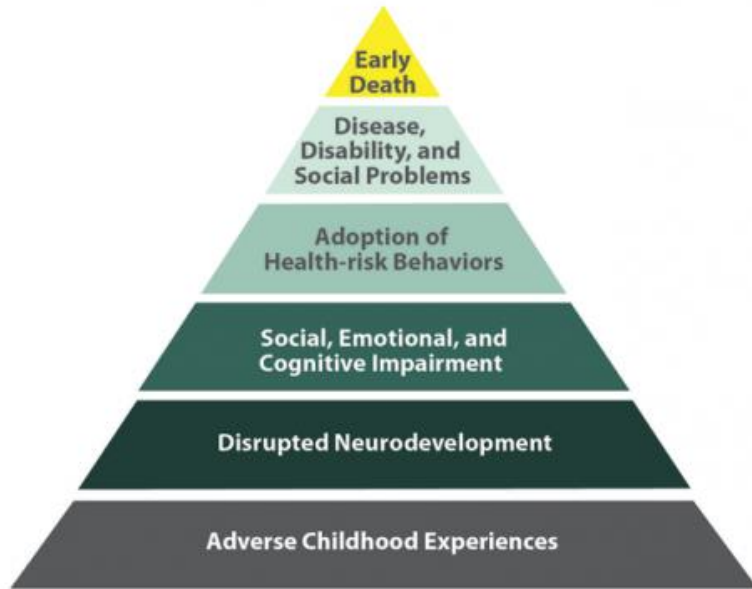 Early
Death
Disease,
Disability, and
Social Problems
Adoption of
Health-risk Behaviors
Social, Emotional, and
Cognitive Impairment
Disrupted Neurodevelopment
Adverse Childhood Experiences